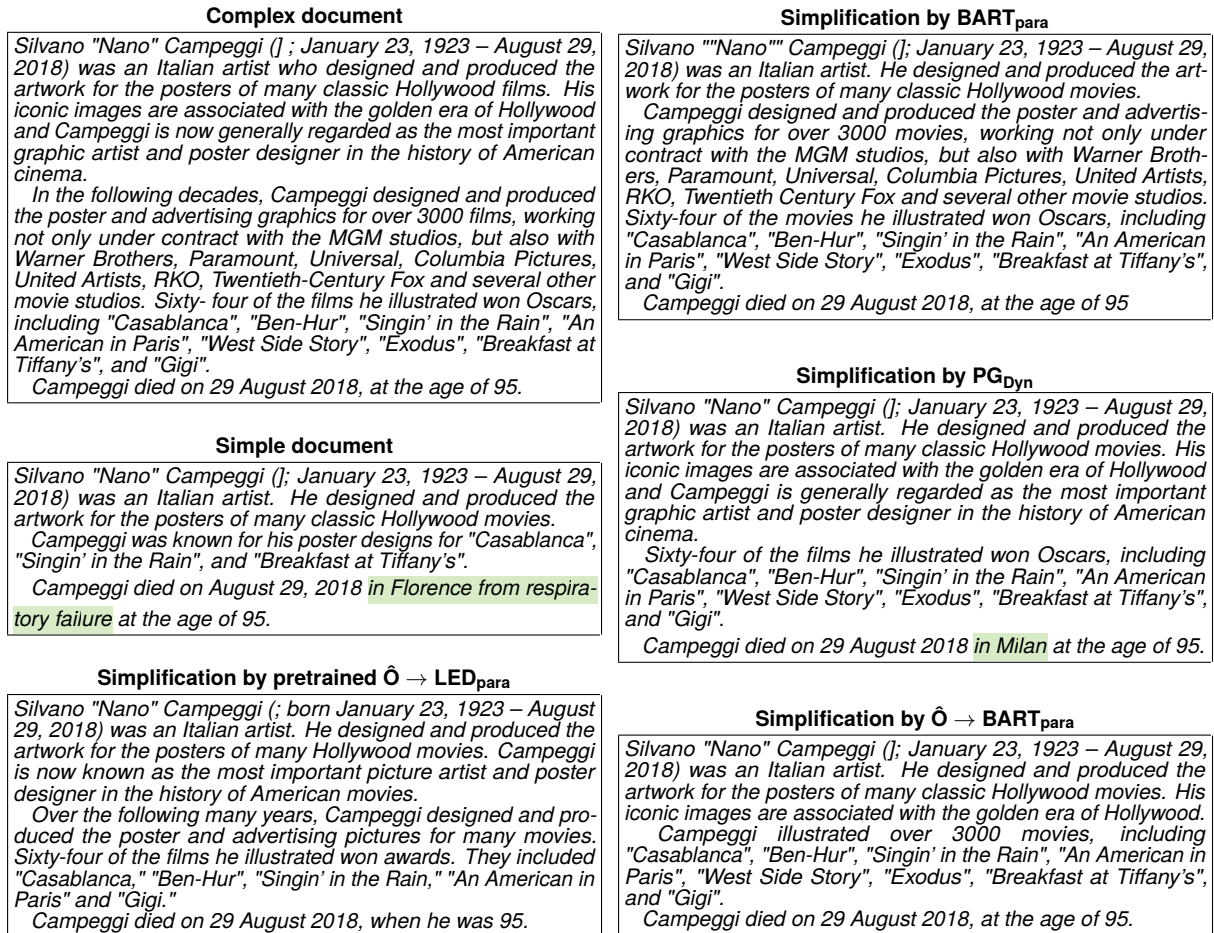 Complex document
Silvano "Nano" Campeggi (] ; January 23, 1923 – August 29,
2018) was an Italian artist who designed and produced the
artwork for the posters of many classic Hollywood films. His
iconic images are associated with the golden era of Hollywood
and Campeggi is now generally regarded as the most important
graphic artist and poster designer in the history of American
cinema.
In the following decades, Campeggi designed and produced
the poster and advertising graphics for over 3000 films, working
not only under contract with the MGM studios, but also with
Warner Brothers, Paramount, Universal, Columbia Pictures,
United Artists, RKO, Twentieth-Century Fox and several other
movie studios. Sixty- four of the films he illustrated won Oscars,
including "Casablanca", "Ben-Hur", "Singin' in the Rain", "An
American in Paris", "West Side Story", "Exodus", "Breakfast at
Tiffany's", and "Gigi".
Campeggi died on 29 August 2018, at the age of 95.
Simple document
Silvano "Nano" Campeggi (]; January 23, 1923 – August 29,
2018) was an Italian artist. He designed and produced the
artwork for the posters of many classic Hollywood movies.
Campeggi was known for his poster designs for "Casablanca",
"Singin' in the Rain", and "Breakfast at Tiffany's".
Campeggi died on August 29, 2018 in Florence from respira-
tory failure at the age of 95.
Simplification by pretrained Ô → LEDpara
Silvano "Nano" Campeggi (; born January 23, 1923 – August
29, 2018) was an Italian artist. He designed and produced the
artwork for the posters of many Hollywood movies. Campeggi
is now known as the most important picture artist and poster
designer in the history of American movies.
Over the following many years, Campeggi designed and pro-
duced the poster and advertising pictures for many movies.
Sixty-four of the films he illustrated won awards. They included
"Casablanca," "Ben-Hur", "Singin' in the Rain," "An American in
Paris" and "Gigi."
Campeggi died on 29 August 2018, when he was 95.
Simplification by BARTpara
Silvano ""Nano"" Campeggi (]; January 23, 1923 – August 29,
2018) was an Italian artist. He designed and produced the art-
work for the posters of many classic Hollywood movies.
Campeggi designed and produced the poster and advertis-
ing graphics for over 3000 movies, working not only under
contract with the MGM studios, but also with Warner Broth-
ers, Paramount, Universal, Columbia Pictures, United Artists,
RKO, Twentieth Century Fox and several other movie studios.
Sixty-four of the movies he illustrated won Oscars, including
"Casablanca", "Ben-Hur", "Singin' in the Rain", "An American
in Paris", "West Side Story", "Exodus", "Breakfast at Tiffany's",
and "Gigi".
Campeggi died on 29 August 2018, at the age of 95
Simplification by PGDyn
Silvano "Nano" Campeggi (]; January 23, 1923 – August 29,
2018) was an Italian artist. He designed and produced the
artwork for the posters of many classic Hollywood movies. His
iconic images are associated with the golden era of Hollywood
and Campeggi is generally regarded as the most important
graphic artist and poster designer in the history of American
cinema.
Sixty-four of the films he illustrated won Oscars, including
"Casablanca", "Ben-Hur", "Singin' in the Rain", "An American
in Paris", "West Side Story", "Exodus", "Breakfast at Tiffany's",
and "Gigi".
Campeggi died on 29 August 2018 in Milan at the age of 95.
Simplification by Ô → BARTpara
Silvano "Nano" Campeggi (]; January 23, 1923 – August 29,
2018) was an Italian artist. He designed and produced the
artwork for the posters of many classic Hollywood movies. His
iconic images are associated with the golden era of Hollywood.
Campeggi illustrated over 3000 movies, including
"Casablanca", "Ben-Hur", "Singin' in the Rain", "An American in
Paris", "West Side Story", "Exodus", "Breakfast at Tiffany's",
and "Gigi".
Campeggi died on 29 August 2018, at the age of 95.